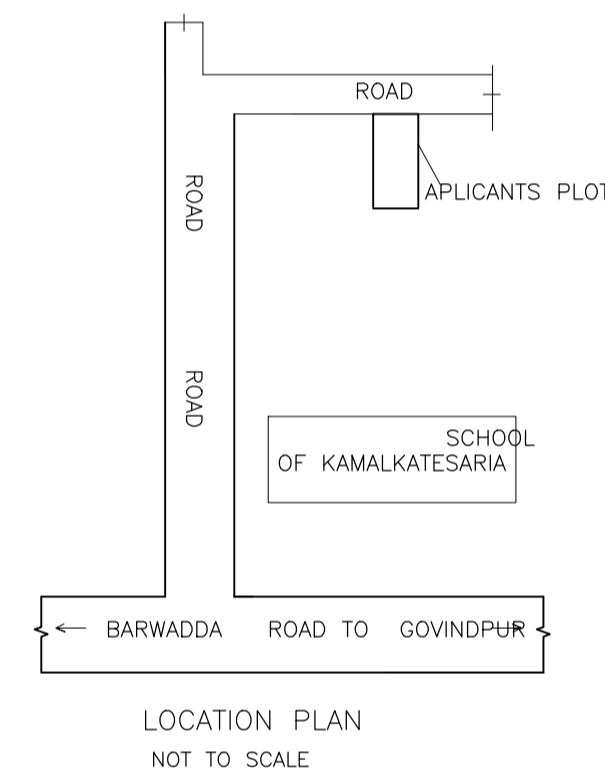 ROAD
APLICANTS PLOT
ROAD
ROAD
SCHOOL
OF KAMALKATESARIA
BARWADDA ROAD TO GOVINDPUR
LOCATION PLAN
NOT TO SCALE